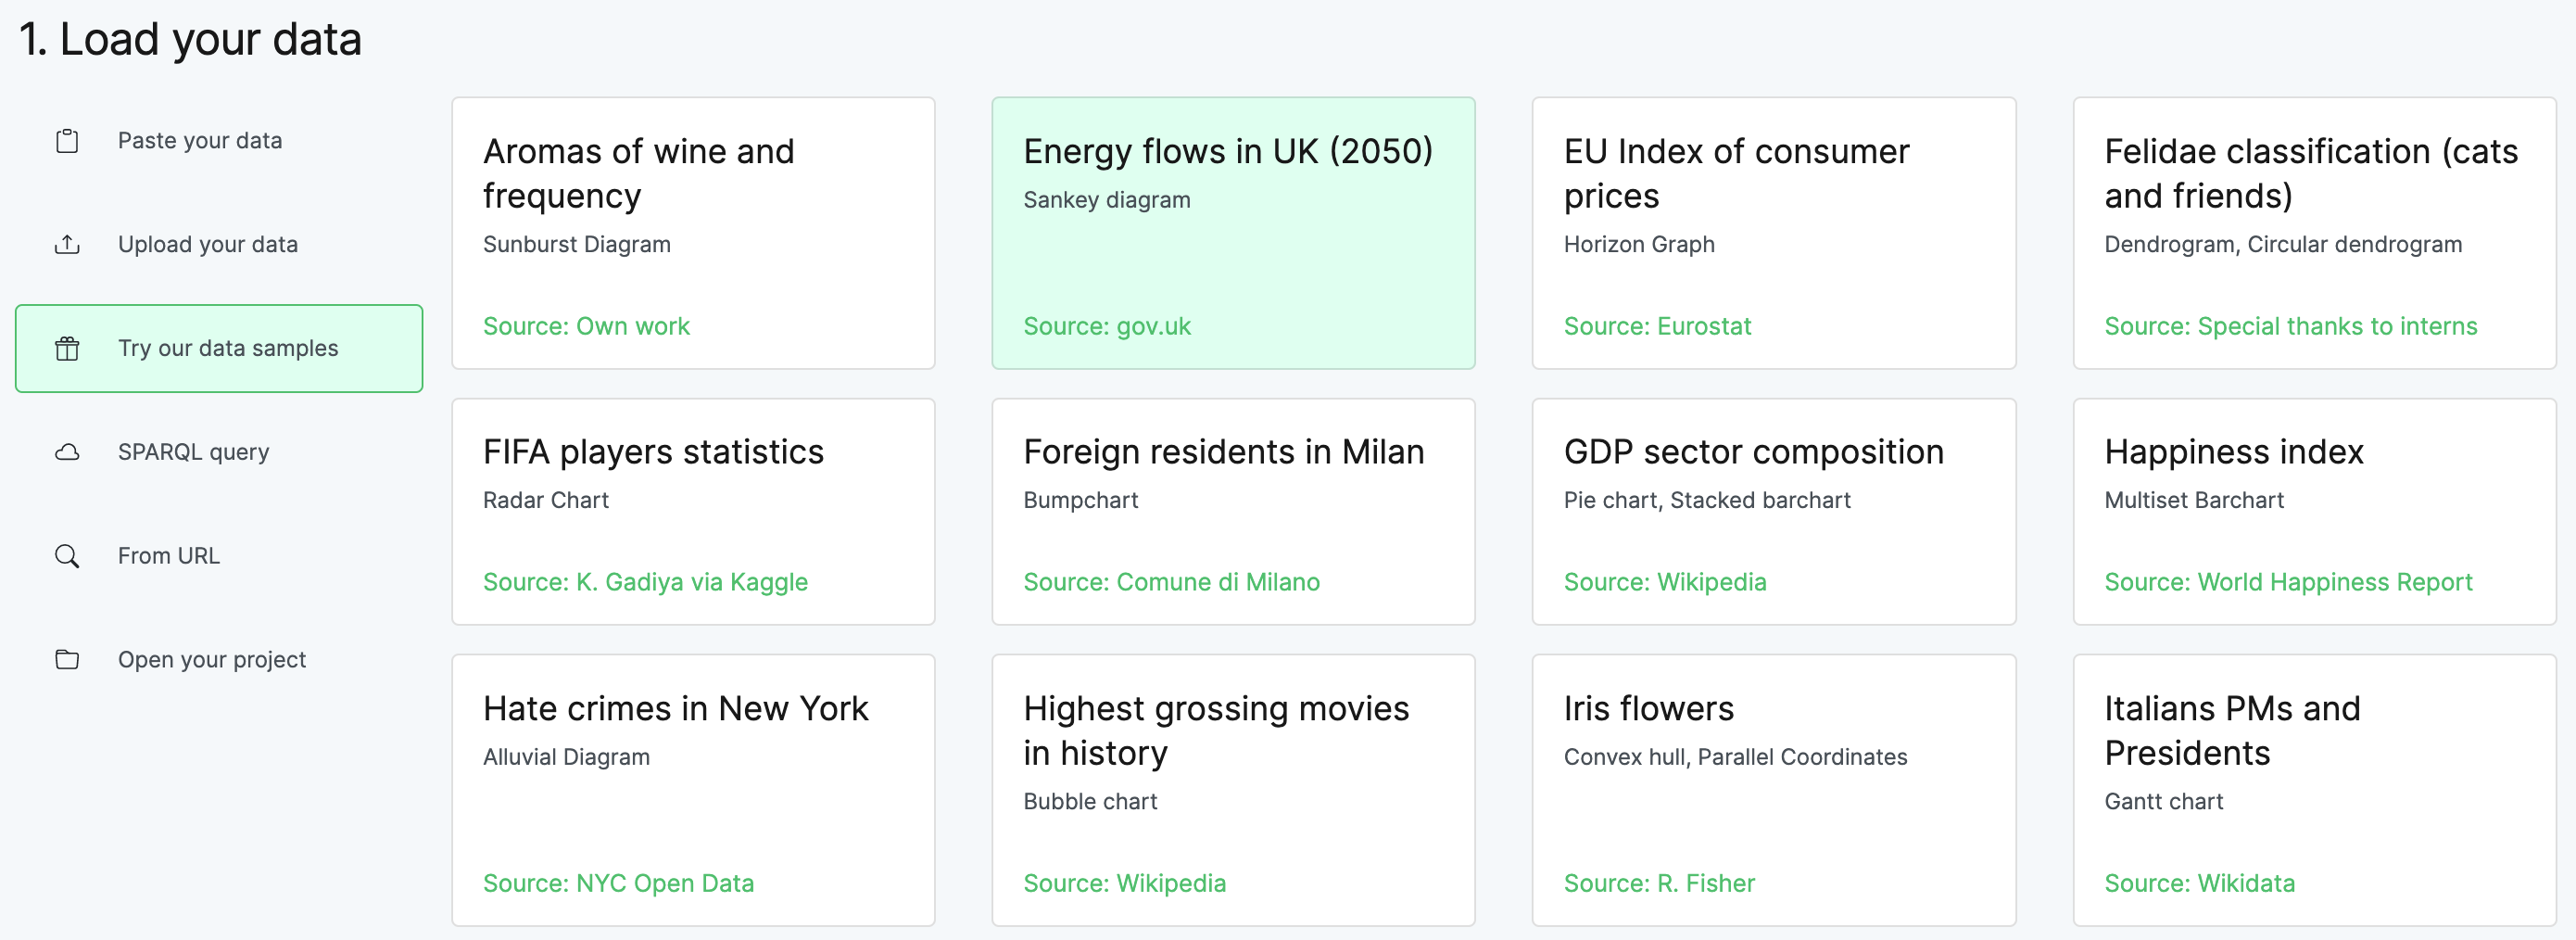 1. Load your data
Paste your data
Upload your data
Try our data samples
SPARQL query
From URL
Open your project
Aromas of wine and
frequency
Sunburst Diagram
Source: Own work
Energy flows in UK (2050)
Sankey diagram
Source: gov.uk
EU Index of consumer
prices
Horizon Graph
Source: Eurostat
Felidae classification (cats
and friends)
Dendrogram, Circular dendrogram
Source: Special thanks to interns
FIFA players statistics
Radar Chart
Source: K. Gadiya via Kaggle
Foreign residents in Milan
Bumpchart
Source: Comune di Milano
GDP sector composition
Pie chart, Stacked barchart
Source: Wikipedia
Happiness index
Multiset Barchart
Source: World Happiness Report
Hate crimes in New York
Alluvial Diagram
Source: NYC Open Data
Highest grossing movies
in history
Bubble chart
Source: Wikipedia
Iris flowers
Convex hull, Parallel Coordinates
Source: R. Fisher
Italians PMs and
Presidents
Gantt chart
Source: Wikidata